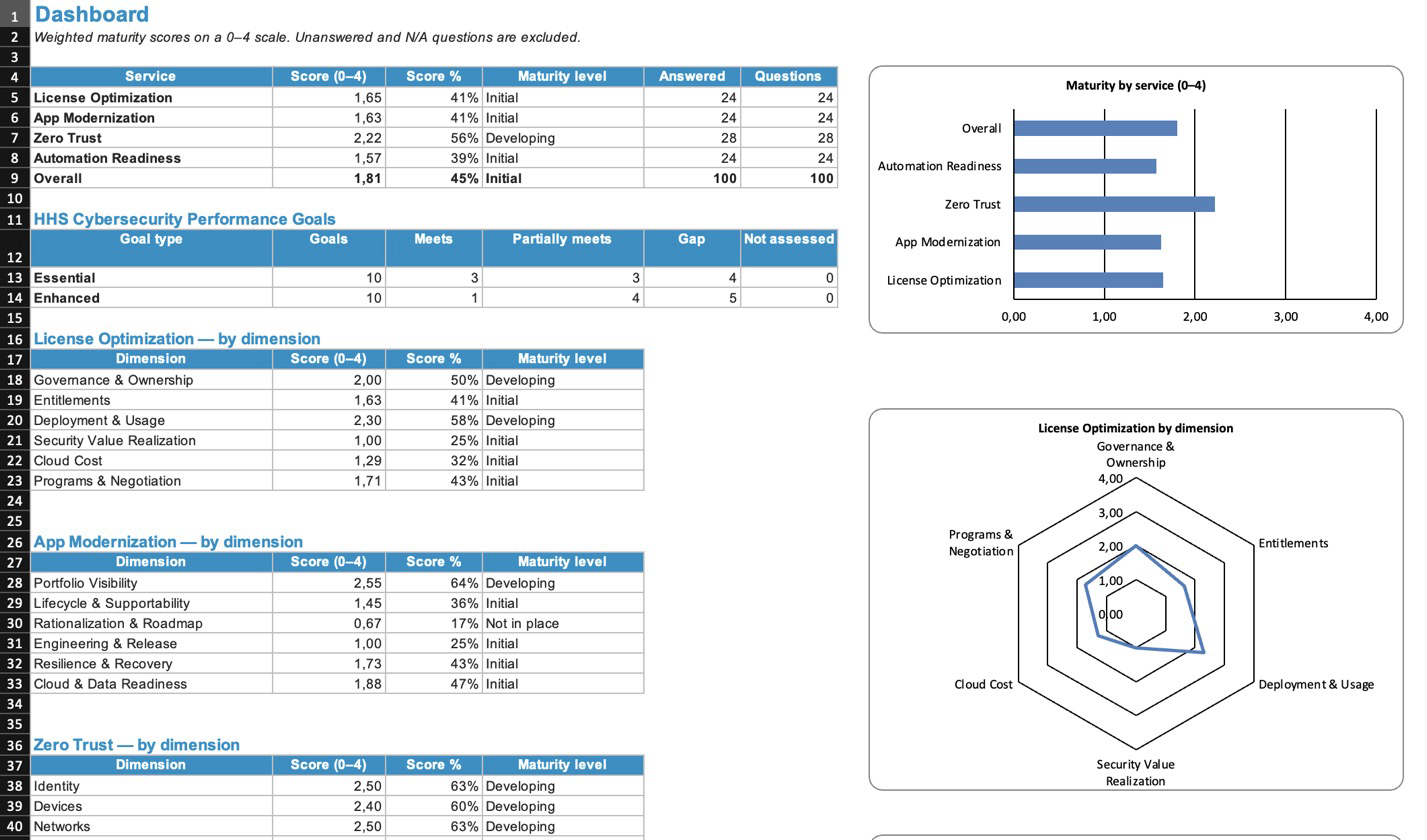 1 Dashboard
2 Weighted maturity scores on a 0–4 scale. Unanswered and N/A questions are excluded.
3
4 Service Score (0–4) Score % Maturity level Answered Questions
5 License Optimization 1,65 41% Initial 24 24
6 App Modernization 1,63 41% Initial 24 24
7 Zero Trust 2,22 56% Developing 28 28
8 Automation Readiness 1,57 39% Initial 24 24
9 Overall 1,81 45% Initial 100 100
10
11 HHS Cybersecurity Performance Goals
12 Goal type Goals Meets Partially meets Gap Not assessed
13 Essential 10 3 3 4 0
14 Enhanced 10 1 4 5 0
15
16 License Optimization — by dimension
17 Dimension Score (0–4) Score % Maturity level
18 Governance & Ownership 2,00 50% Developing
19 Entitlements 1,63 41% Initial
20 Deployment & Usage 2,30 58% Developing
21 Security Value Realization 1,00 25% Initial
22 Cloud Cost 1,29 32% Initial
23 Programs & Negotiation 1,71 43% Initial
24
25
26 App Modernization — by dimension
27 Dimension Score (0–4) Score % Maturity level
28 Portfolio Visibility 2,55 64% Developing
29 Lifecycle & Supportability 1,45 36% Initial
30 Rationalization & Roadmap 0,67 17% Not in place
31 Engineering & Release 1,00 25% Initial
32 Resilience & Recovery 1,73 43% Initial
33 Cloud & Data Readiness 1,88 47% Initial
34
35
36 Zero Trust — by dimension
37 Dimension Score (0–4) Score % Maturity level
38 Identity 2,50 63% Developing
39 Devices 2,40 60% Developing
40 Networks 2,50 63% Developing
Maturity by service (0–4)
Overall
Automation Readiness
Zero Trust
App Modernization
License Optimization
0,00 1,00 2,00 3,00 4,00
License Optimization by dimension
Governance &
Ownership
4,00
3,00
2,00
1,00
0,00
Programs &
Negotiation
Entitlements
Cloud Cost
Deployment & Usage
Security Value
Realization